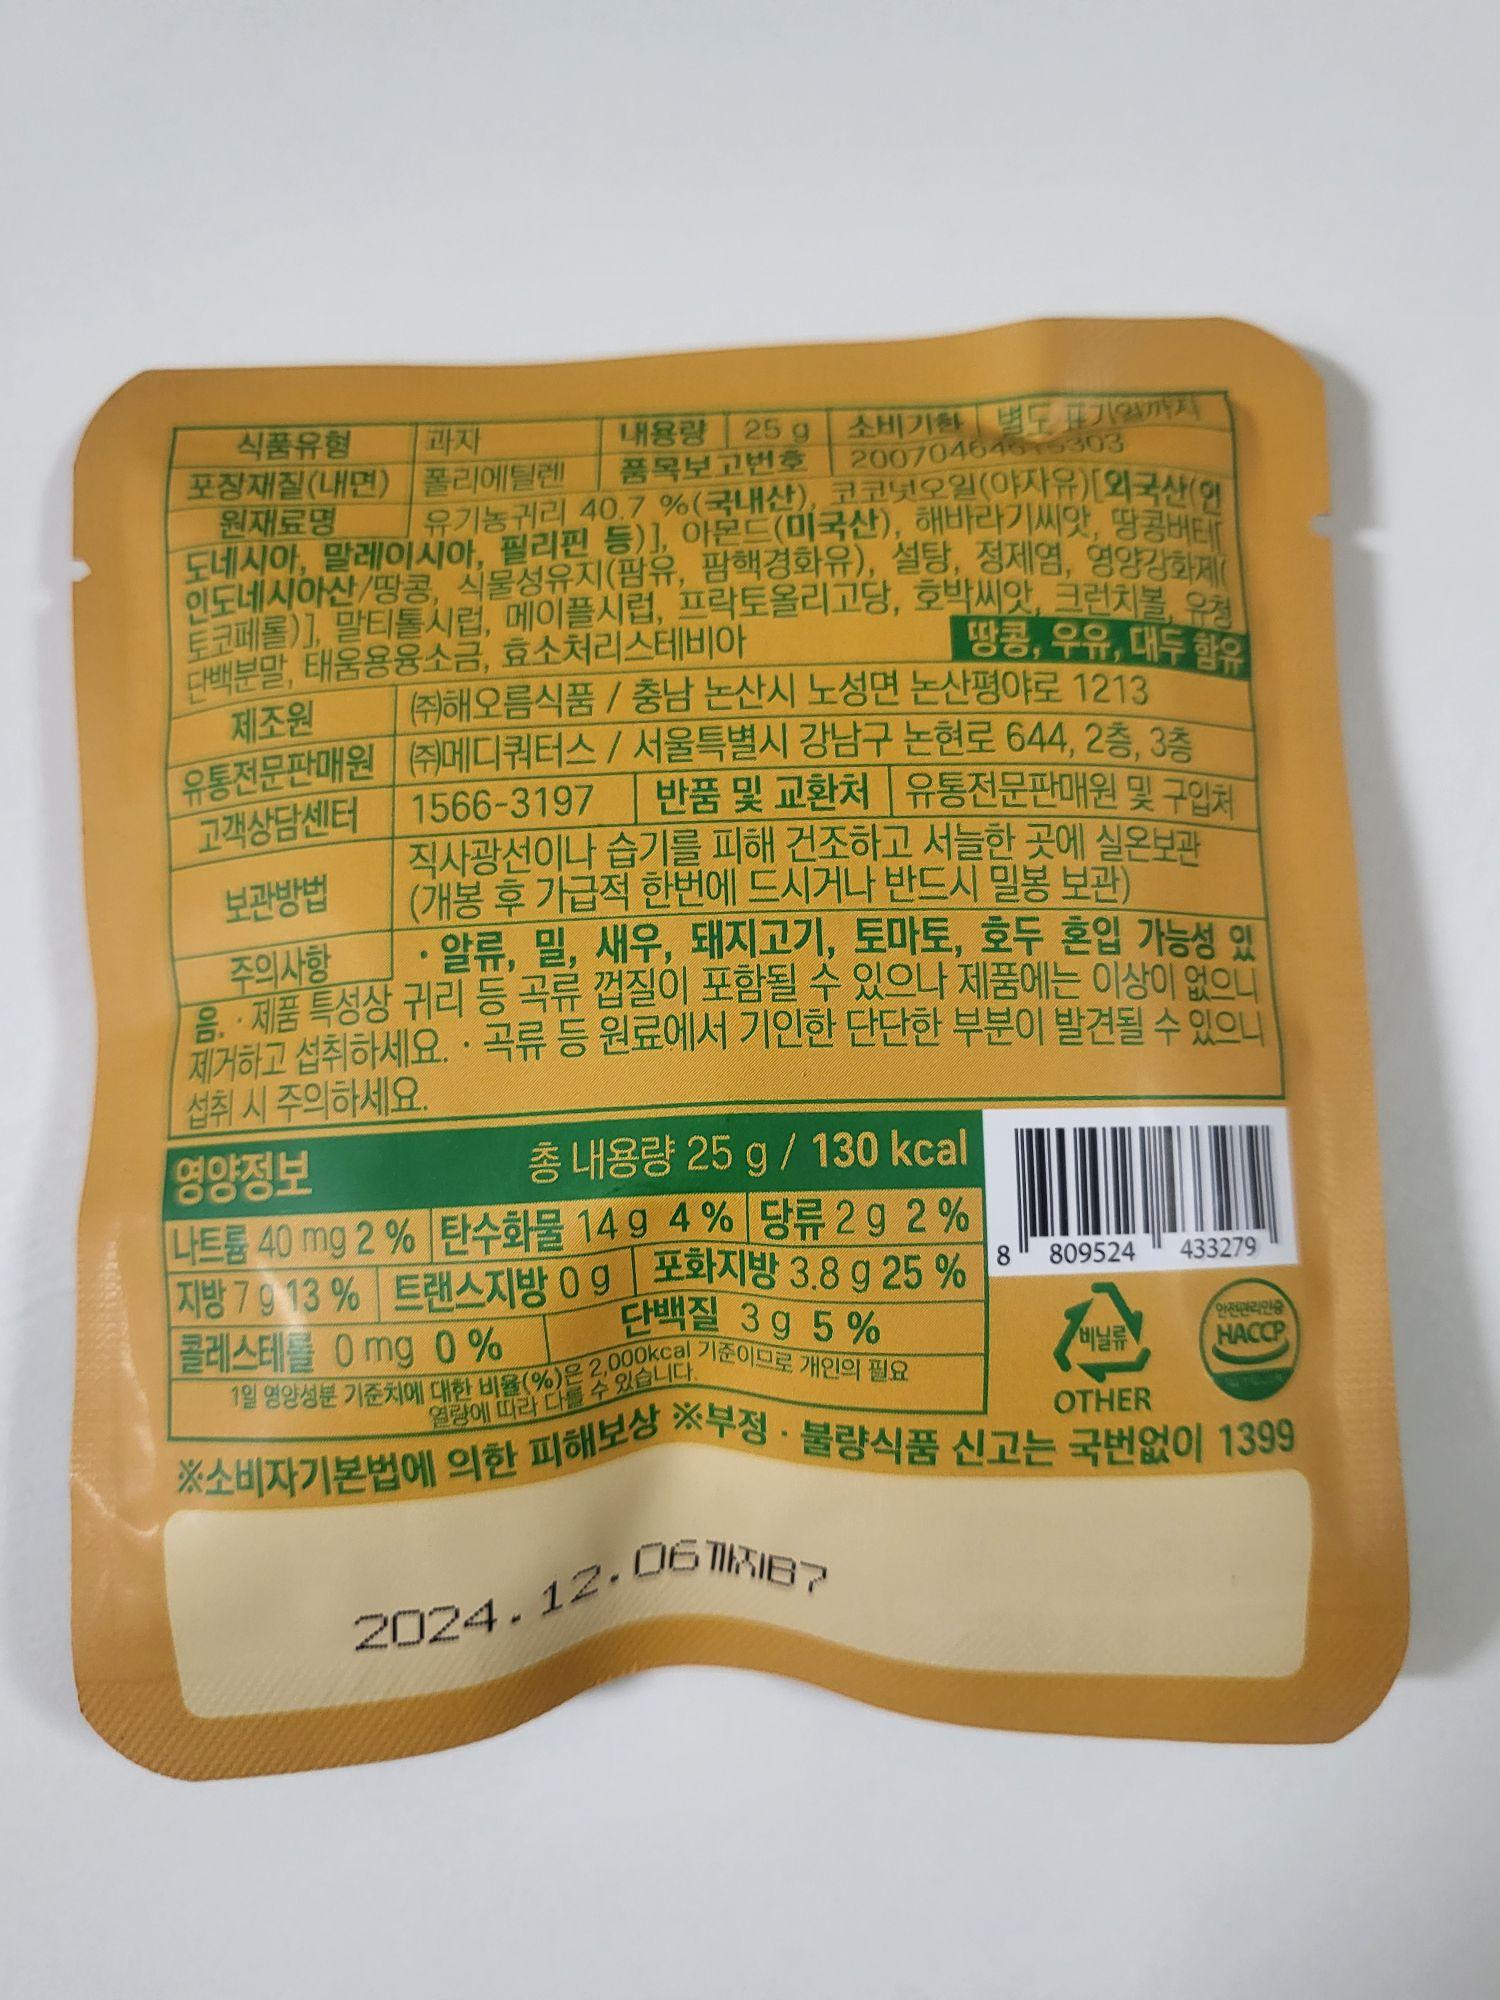 식품유형 과자 내용량 25 g 소비기한 별도 표기일까지
포장재질(내면) 폴리에틸렌 품목보고번호
원재료명 유기농귀리 40.7 %(국내산), 코코넛오일(야자유)[외국산(인
도네시아, 말레이시아, 필리핀 등)], 아몬드(미국산), 해바라기씨앗, 땅콩버터[
인도네시아산/땅콩, 식물성유지(팜유, 팜핵경화유), 설탕, 정제염, 영양강화제(
토코페롤)], 말티톨시럽, 메이플시럽, 프락토올리고당, 호박씨앗, 크런치볼, 유청
단백분말, 태움용융소금, 효소처리스테비아 땅콩, 우유, 대두 함유
제조원 ㈜해오름식품 / 충남 논산시 노성면 논산평야로 1213
유통전문판매원 ㈜메디쿼터스 / 서울특별시 강남구 논현로 644, 2층, 3층
고객상담센터 1566-3197 반품 및 교환처 유통전문판매원 및 구입처
보관방법 직사광선이나 습기를 피해 건조하고 서늘한 곳에 실온보관
(개봉 후 가급적 한번에 드시거나 반드시 밀봉 보관)
주의사항 · 알류, 밀, 새우, 돼지고기, 토마토, 호두 혼입 가능성 있
음. · 제품 특성상 귀리 등 곡류 껍질이 포함될 수 있으나 제품에는 이상이 없으니
제거하고 섭취하세요. · 곡류 등 원료에서 기인한 단단한 부분이 발견될 수 있으니
섭취 시 주의하세요.
영양정보 총 내용량 25 g / 130 kcal
나트륨 40 mg 2 % 탄수화물 14 g 4 % 당류 2 g 2 %
지방 7 g 13 % 트랜스지방 0 g 포화지방 3.8 g 25 %
콜레스테롤 0 mg 0 % 단백질 3 g 5 %
1일 영양성분 기준치에 대한 비율(%)은 2,000kcal 기준이므로 개인의 필요
열량에 따라 다를 수 있습니다.
8 809524 433279
비닐류
OTHER
안전관리인증
HACCP
※소비자기본법에 의한 피해보상 ※부정 · 불량식품 신고는 국번없이 1399
2024.12.06까지B7